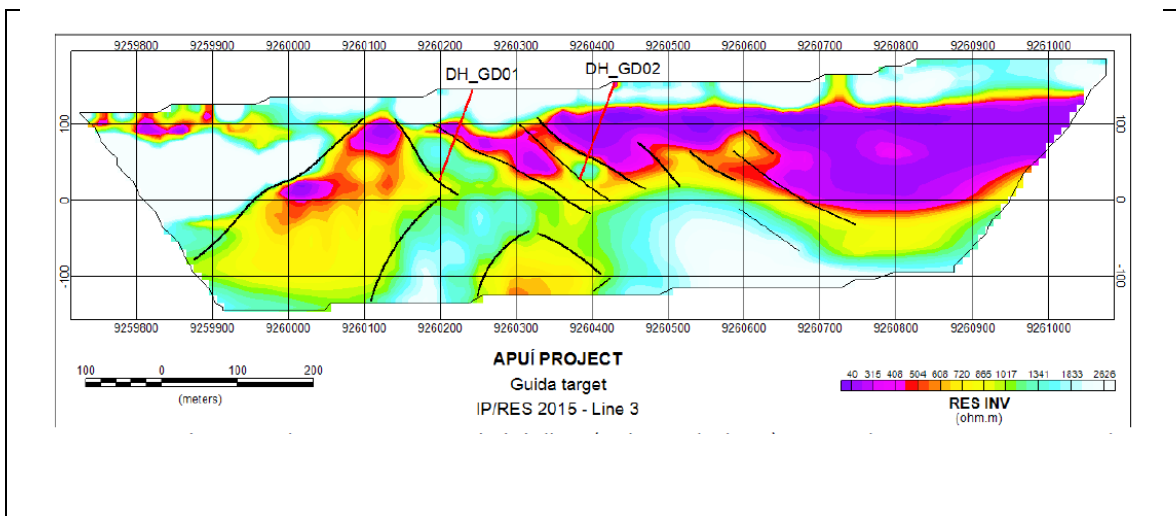 9259800 9259900 9260000 9260100 9260200 9260300 9260400 9260500 9260600 9260700 9260800 9260900 9261000
DH_GD01 DH_GD02
100 100
0 0
-100 -100
9259800 9259900 9260000 9260100 9260200 9260300 9260400 9260500 9260600 9260700 9260800 9260900 9261000
APUÍ PROJECT
100 0 100 200
(meters)
Guida target
IP/RES 2015 - Line 3
40 315 408 504 608 720 865 1017 1341 1833 2626
RES INV
(ohm.m)